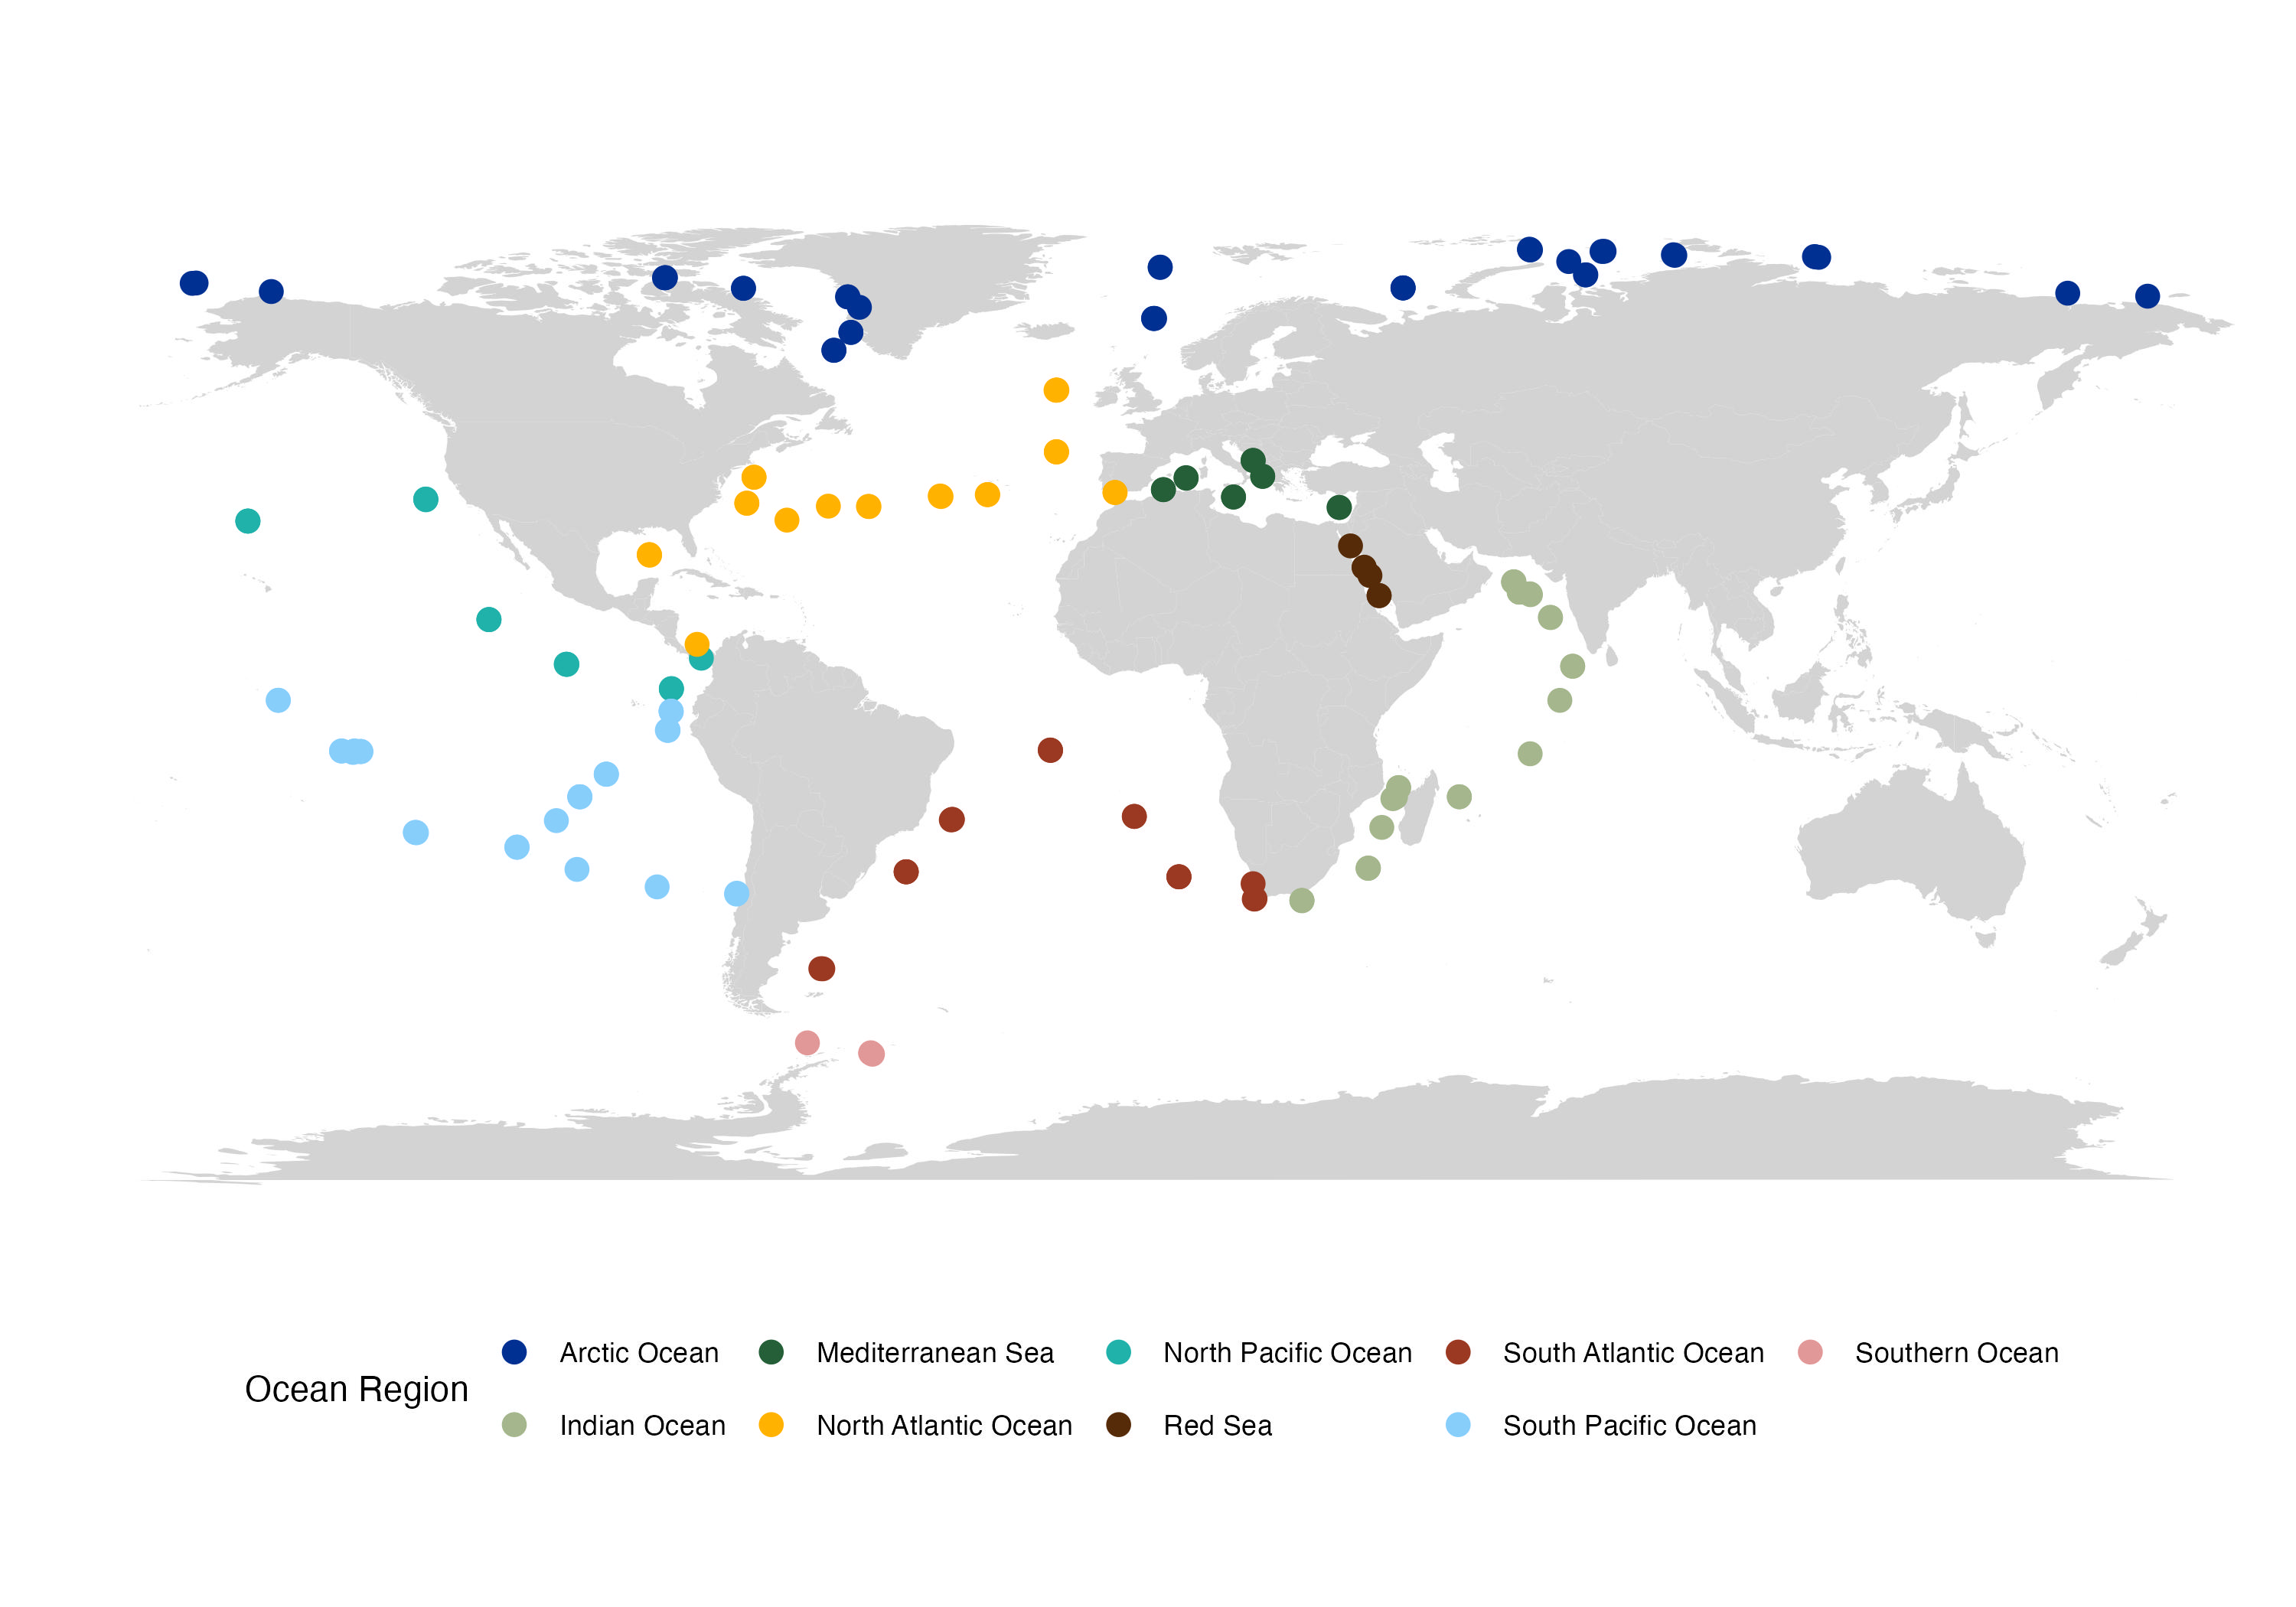 Ocean Region
Arctic Ocean
Mediterranean Sea
North Pacific Ocean
South Atlantic Ocean
Southern Ocean
Indian Ocean
North Atlantic Ocean
Red Sea
South Pacific Ocean